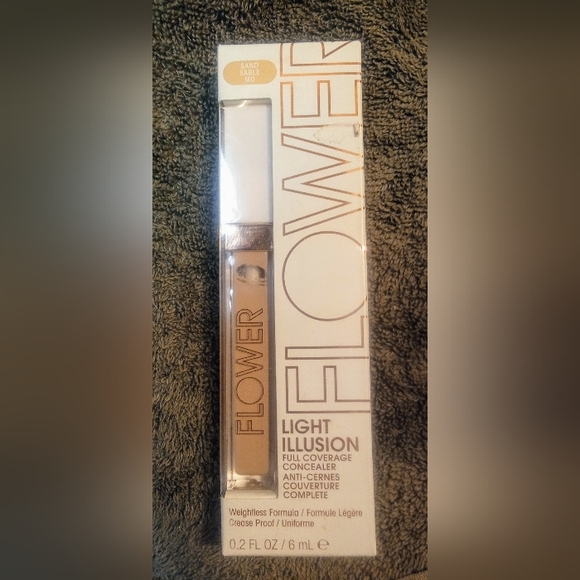 SAND
SABLE
M0
FLOWER
FLOWER
LIGHT
ILLUSION
FULL COVERAGE
CONCEALER
ANTI-CERNES
COUVERTURE
COMPLETE
Weightless Formula / Formule Légère
Crease Proof / Uniforme
0.2 FL OZ / 6 mL ℮